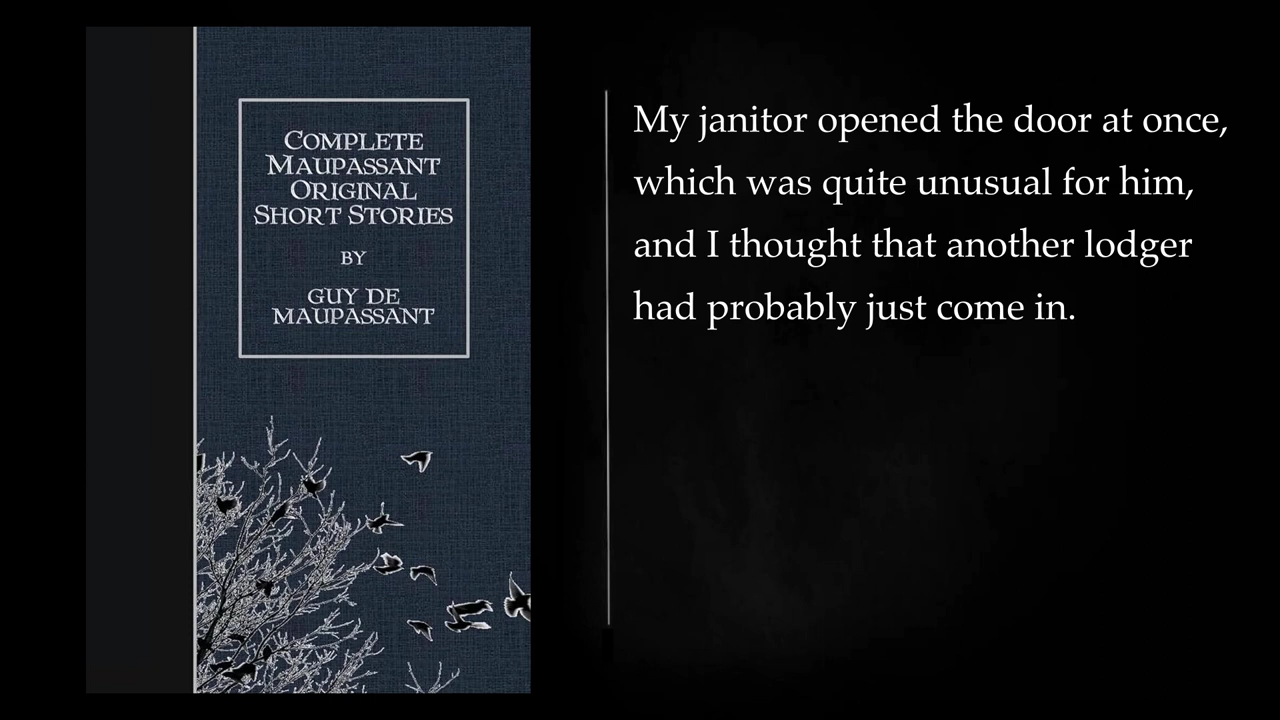 COMPLETE
MAUPASSANT
ORIGINAL
SHORT STORIES
BY
GUY DE
MAUPASSANT
My janitor opened the door at once,
which was quite unusual for him,
and I thought that another lodger
had probably just come in.